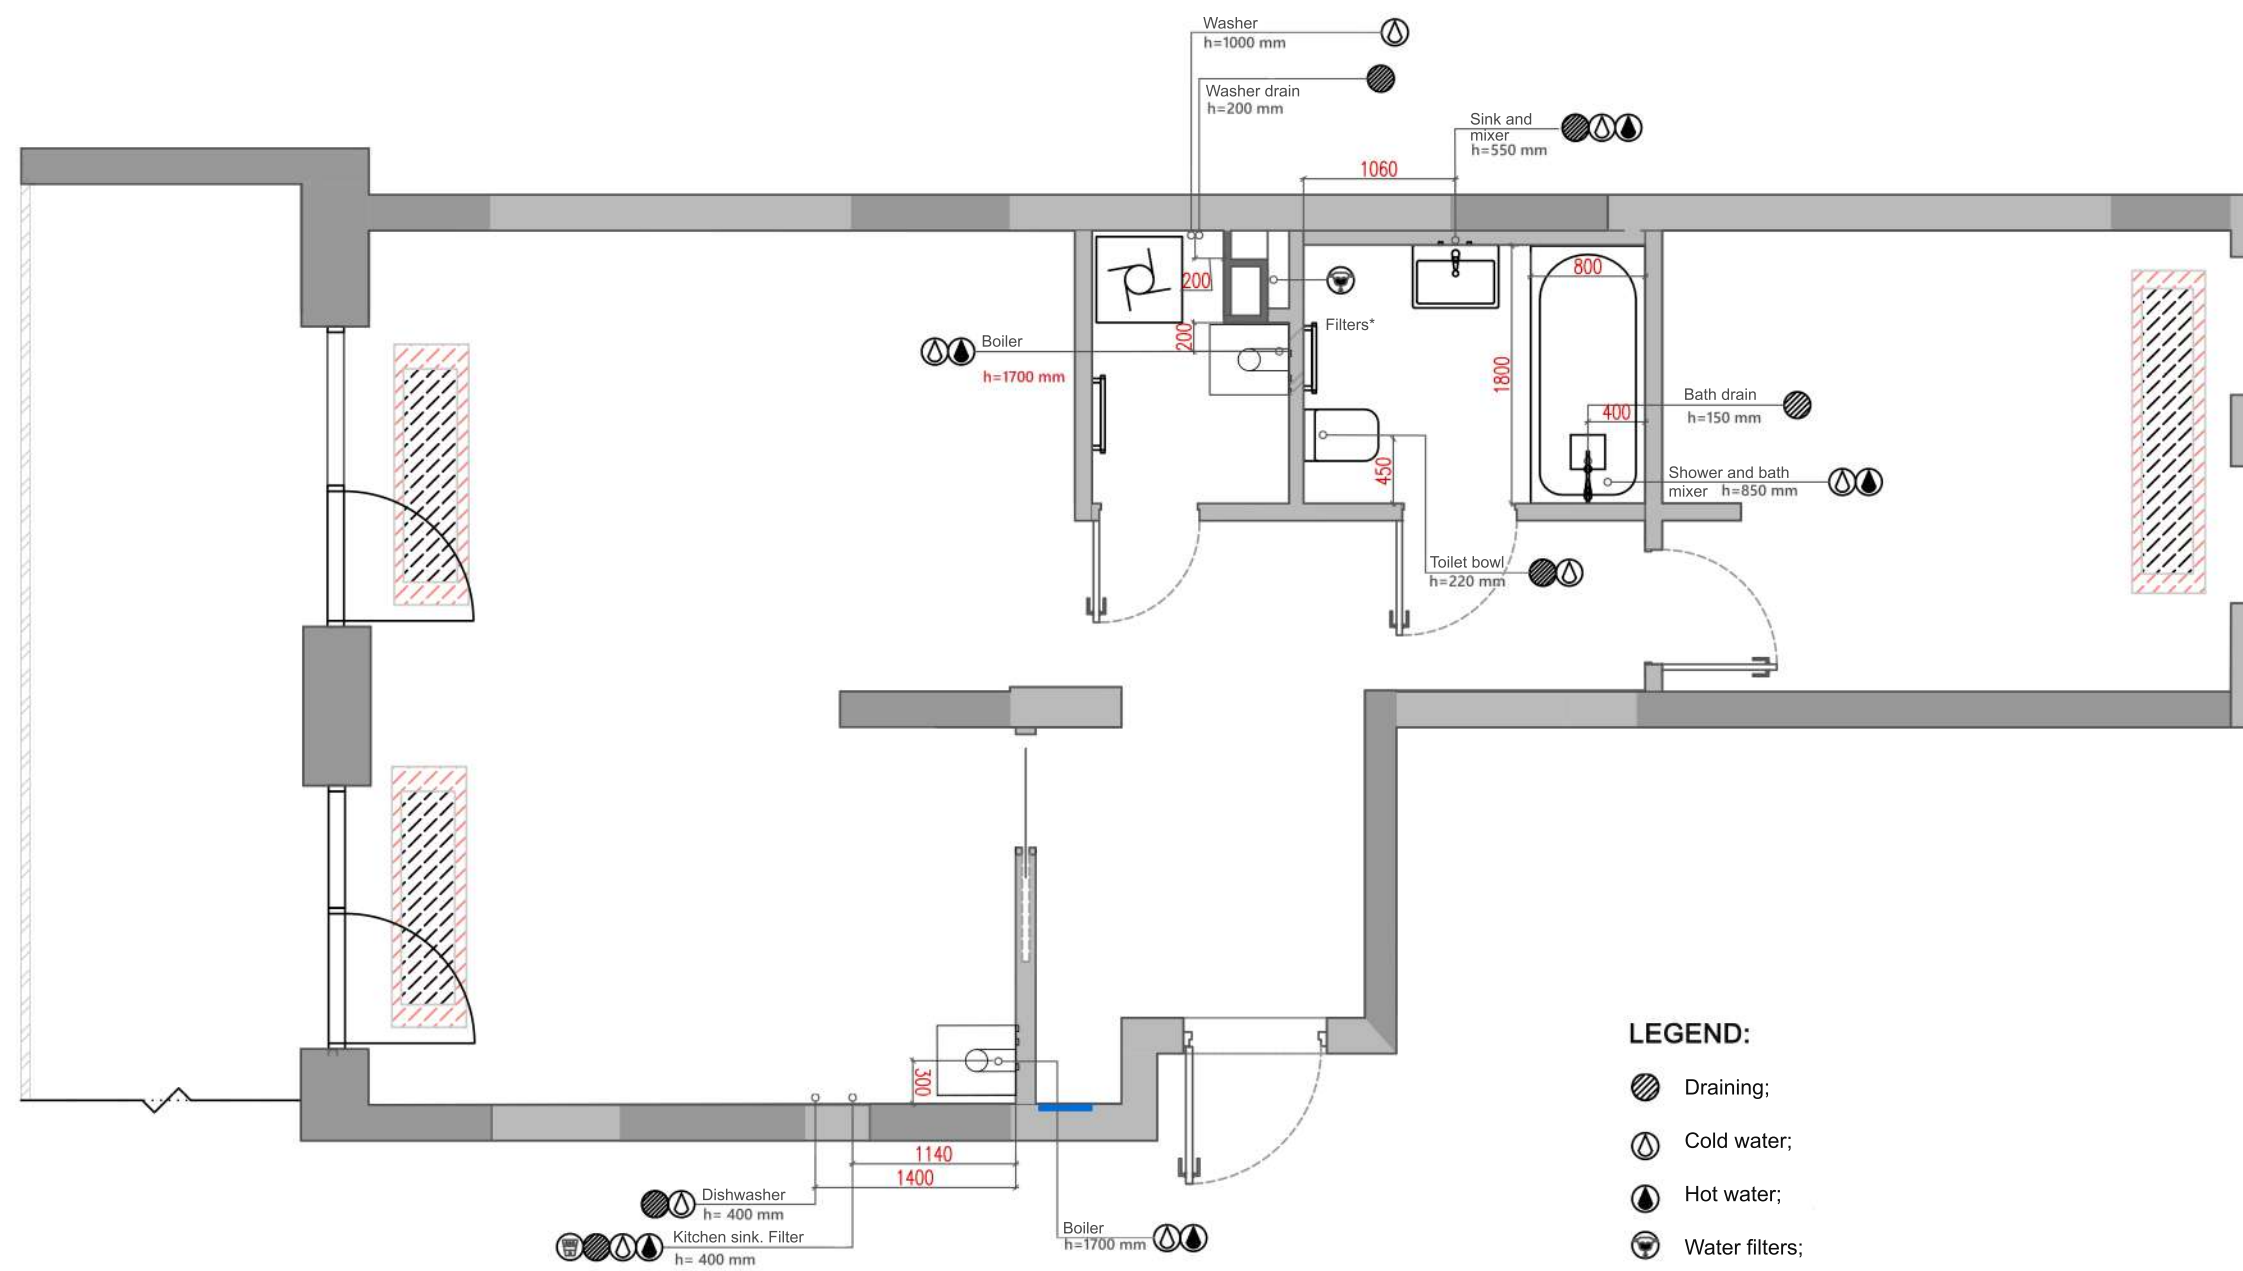 Washer
h=1000 mm
Washer drain
h=200 mm
Sink and
mixer
h=550 mm
1060
800
200
Filters*
200
Boiler
h=1700 mm
1800
Bath drain
h=150 mm
400
450
Shower and bath
mixer h=850 mm
Toilet bowl
h=220 mm
300
1140
1400
Dishwasher
h= 400 mm
Kitchen sink. Filter
h= 400 mm
Boiler
h=1700 mm
LEGEND:
Draining;
Cold water;
Hot water;
Water filters;